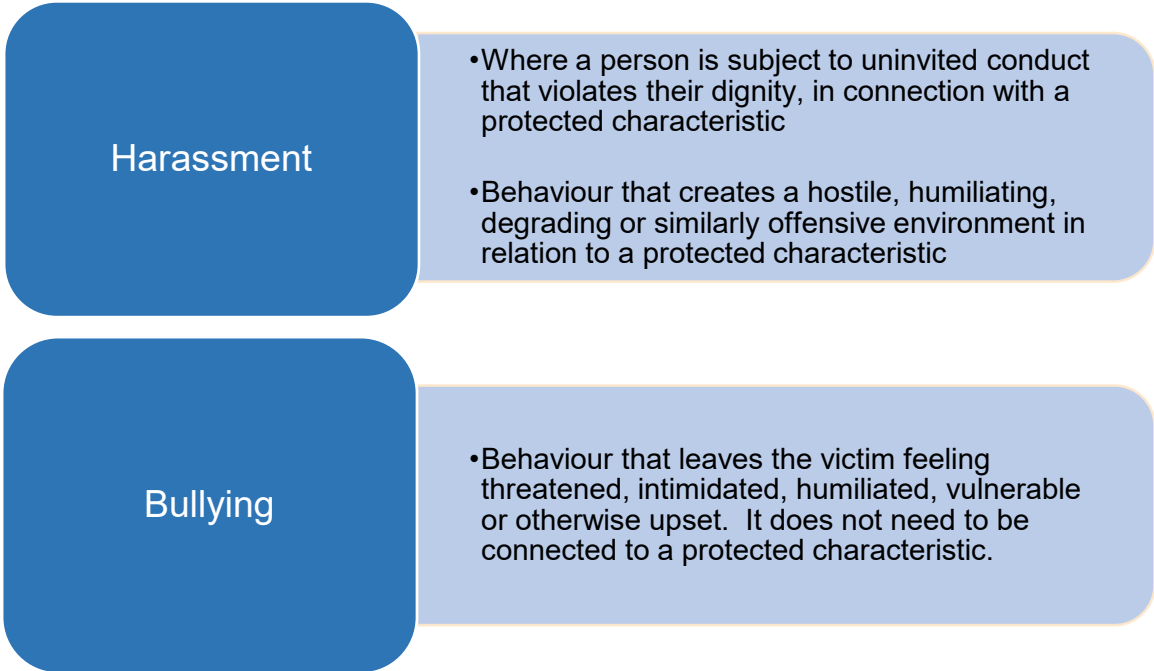 Harassment
•Where a person is subject to uninvited conduct
that violates their dignity, in connection with a
protected characteristic
•Behaviour that creates a hostile, humiliating,
degrading or similarly offensive environment in
relation to a protected characteristic
Bullying
•Behaviour that leaves the victim feeling
threatened, intimidated, humiliated, vulnerable
or otherwise upset.  It does not need to be
connected to a protected characteristic.